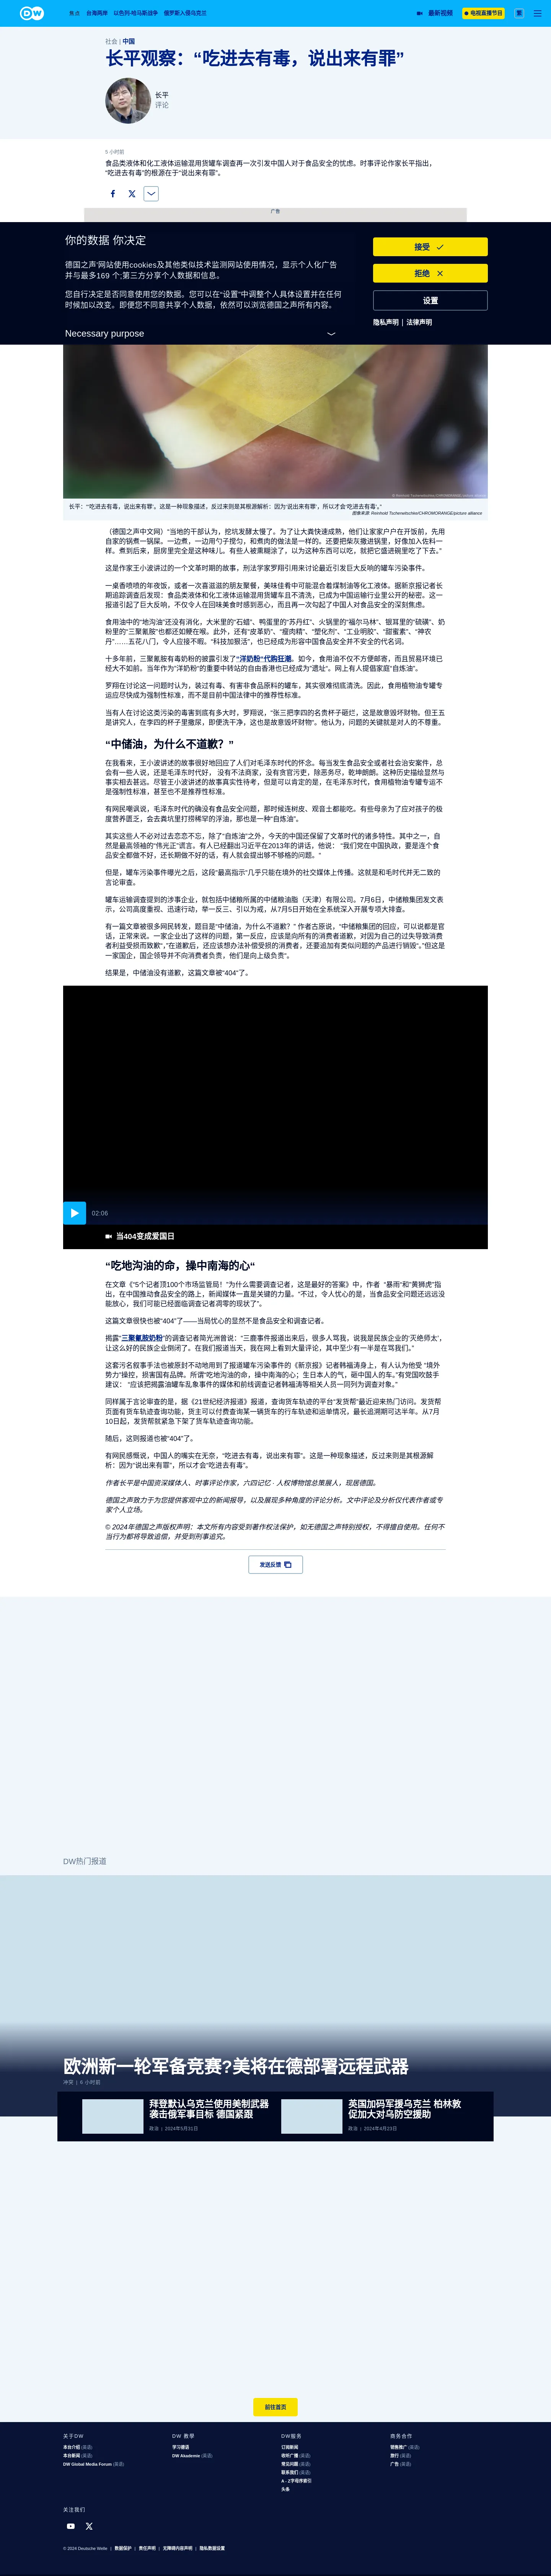 DW 焦点 台海两岸 以色列-哈马斯战争 俄罗斯入侵乌克兰 最新视频 电视直播节目 繁
社会 | 中国
长平观察：“吃进去有毒，说出来有罪”
长平
评论
5 小时前
食品类液体和化工液体运输混用货罐车调查再一次引发中国人对于食品安全的忧虑。时事评论作家长平指出，
“吃进去有毒”的根源在于“说出来有罪”。
广告
你的数据 你决定
德国之声'网站使用cookies及其他类似技术监测网站使用情况，显示个人化广告
并与最多169 个;第三方分享个人数据和信息。
您自行决定是否同意使用您的数据。您可以在“设置”中调整个人具体设置并在任何
时候加以改变。即便您不同意共享个人数据，依然可以浏览德国之声所有内容。
Necessary purpose
接受
拒绝
设置
隐私声明 | 法律声明
长平：“‘吃进去有毒，说出来有罪’。这是一种现象描述，反过来则是其根源解析：因为‘说出来有罪’，所以才会‘吃进去有毒’。”
图像来源: Reinhold Tscherwitschke/CHROMORANGE/picture alliance
（德国之声中文网）“当地的干部认为，挖坑发酵太慢了。为了让大粪快速成熟，他们让家家户户在开饭前，先用
自家的锅煮一锅屎。一边煮，一边用勺子搅匀，和煮肉的做法是一样的。还要把柴灰撒进锅里，好像加入佐料一
样。煮到后来，厨房里完全是这种味儿。有些人被熏糊涂了，以为这种东西可以吃，就把它盛进碗里吃了下去。”
这是作家王小波讲过的一个文革时期的故事，刑法学家罗翔引用来讨论最近引发巨大反响的罐车污染事件。
一桌香喷喷的年夜饭，或者一次喜滋滋的朋友聚餐，美味佳肴中可能混合着煤制油等化工液体。据新京报记者长
期追踪调查后发现：食品类液体和化工液体运输混用货罐车且不清洗，已成为中国运输行业里公开的秘密。这一
报道引起了巨大反响，不仅令人在回味美食时感到恶心，而且再一次勾起了中国人对食品安全的深刻焦虑。
食用油中的“地沟油”还没有消化，大米里的“石蜡”、鸭蛋里的“苏丹红”、火锅里的“福尔马林”、银耳里的“硫磺”、奶
粉里的“三聚氰胺”也都还如鲠在喉。此外，还有“皮革奶”、“瘦肉精”、“塑化剂”、“工业明胶”、“甜蜜素”、“神农
丹”……五花八门，令人应接不暇。“科技加狠活”，也已经成为形容中国食品安全并不安全的代名词。
十多年前，三聚氰胺有毒奶粉的披露引发了“洋奶粉”代购狂潮。如今，食用油不仅不方便邮寄，而且贸易环境已
经大不如前。当年作为“洋奶粉”的重要中转站的自由香港也已经成为“遗址”。网上有人提倡家庭“自炼油”。
罗翔在讨论这一问题时认为，装过有毒、有害非食品原料的罐车，其实很难彻底清洗。因此，食用植物油专罐专
运应尽快成为强制性标准，而不是目前中国法律中的推荐性标准。
当有人在讨论这类污染的毒害到底有多大时，罗翔说，“张三把李四的名贵杯子砸烂，这是故意毁坏财物。但王五
是讲究人，在李四的杯子里撒尿，即便洗干净，这也是故意毁坏财物”。他认为，问题的关键就是对人的不尊重。
“中储油，为什么不道歉？”
在我看来，王小波讲述的故事很好地回应了人们对毛泽东时代的怀念。每当发生食品安全或者社会治安案件，总
会有一些人说，还是毛泽东时代好， 没有不法商家，没有贪官污吏，除恶务尽，乾坤朗朗。这种历史描绘显然与
事实相去甚远。尽管王小波讲述的故事真实性待考，但是可以肯定的是，在毛泽东时代，食用植物油专罐专运不
是强制性标准，甚至也不是推荐性标准。
有网民嘲讽说，毛泽东时代的确没有食品安全问题，那时候连树皮、观音土都能吃。有些母亲为了应对孩子的极
度营养匮乏，会去粪坑里打捞稀罕的浮油，那也是一种“自炼油”。
其实这些人不必对过去恋恋不忘，除了“自炼油”之外，今天的中国还保留了文革时代的诸多特性。其中之一，自
然是最高领袖的“伟光正”谎言。有人已经翻出习近平在2013年的讲话，他说： “我们党在中国执政，要是连个食
品安全都做不好，还长期做不好的话，有人就会提出够不够格的问题。”
但是，罐车污染事件曝光之后，这段“最高指示”几乎只能在境外的社交媒体上传播。这就是和毛时代并无二致的
言论审查。
罐车运输调查提到的涉事企业，就包括中储粮所属的中储粮油脂（天津）有限公司。7月6日，中储粮集团发文表
示，公司高度重视、迅速行动，举一反三、引以为戒，从7月5日开始在全系统深入开展专项大排查。
有一篇文章被很多网民转发，题目是“中储油，为什么不道歉？” 作者古原说，“中储粮集团的回应，可以说都是官
话，正常来说。一家企业出了这样的问题，第一反应，应该是向所有的消费者道歉，对因为自己的过失导致消费
者利益受损而致歉”，“在道歉后，还应该想办法补偿受损的消费者，还要追加有类似问题的产品进行销毁”。“但这是
一家国企，国企领导并不向消费者负责，他们是向上级负责”。
结果是，中储油没有道歉，这篇文章被“404”了。
02:06
当404变成爱国日
“吃地沟油的命，操中南海的心“
在文章《“5个记者顶100个市场监管局！”为什么需要调查记者，这是最好的答案》中，作者 “暴雨”和“黄狮虎”指
出，在中国推动食品安全的路上，新闻媒体一直是关键的力量。“不过，令人忧心的是，当前食品安全问题还远远没
能放心，我们可能已经面临调查记者凋零的现状了”。
这篇文章很快也被“404”了——当局忧心的显然不是食品安全和调查记者。
揭露“三聚氰胺奶粉”的调查记者简光洲曾说：“三鹿事件报道出来后，很多人骂我，说我是民族企业的‘灭绝师太’，
这么好的民族企业倒闭了。在我们报道当天，我在网上看到大量评论，其中至少有一半是在骂我们。”
这套污名叙事手法也被原封不动地用到了报道罐车污染事件的《新京报》记者韩福涛身上，有人认为他受 “境外
势力”操控，损害国有品牌。所谓“吃地沟油的命，操中南海的心；生日本人的气，砸中国人的车。”有党国吹鼓手
建议： “应该把揭露油罐车乱象事件的媒体和前线调查记者韩福涛等相关人员一同列为调查对象。”
同样属于言论审查的是，据《21世纪经济报道》报道，查询货车轨迹的平台“发货帮”最近迎来热门访问。发货帮
页面有货车轨迹查询功能，货主可以付费查询某一辆货车的行车轨迹和运单情况，最长追溯期可达半年。从7月
10日起，发货帮就紧急下架了货车轨迹查询功能。
随后，这则报道也被“404”了。
有网民感慨说，中国人的嘴实在无奈，“吃进去有毒，说出来有罪”。这是一种现象描述，反过来则是其根源解
析：因为“说出来有罪”，所以才会“吃进去有毒”。
作者长平是中国资深媒体人，时事评论作家，六四记忆 · 人权博物馆总策展人，现居德国。
德国之声致力于为您提供客观中立的新闻报导，以及展现多种角度的评论分析。文中评论及分析仅代表作者或专
家个人立场。
© 2024年德国之声版权声明：本文所有内容受到著作权法保护，如无德国之声特别授权，不得擅自使用。任何不
当行为都将导致追偿，并受到刑事追究。
发送反馈
DW热门报道
欧洲新一轮军备竞赛?美将在德部署远程武器
冲突 | 6 小时前
拜登默认乌克兰使用美制武器
袭击俄军事目标 德国紧跟
政治 | 2024年5月31日
英国加码军援乌克兰 柏林敦
促加大对乌防空援助
政治 | 2024年4月23日
前往首页
关于DW
本台介绍 (英语)
本台新闻 (英语)
DW Global Media Forum (英语)
DW 教學
学习德语
DW Akademie (英语)
DW服务
订阅新闻
收听广播 (英语)
常见问题 (英语)
联系我们 (英语)
A - Z字母序索引
头条
商务合作
销售推广 (英语)
旅行 (英语)
广告 (英语)
关注我们
© 2024 Deutsche Welle | 数据保护 | 责任声明 | 无障碍内容声明 | 隐私数据设置